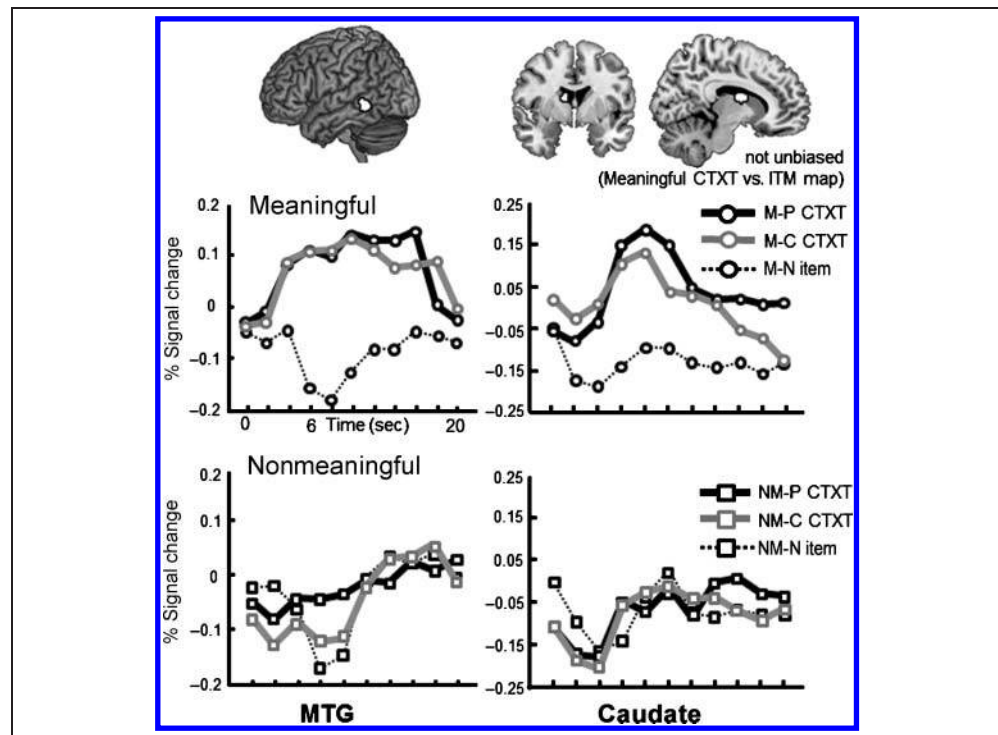 not unbiased
(Meaningful CTXT vs. ITM map)
0.2
Meaningful
0.1
0
−0.1
−0.2
% Signal change
0
6
Time (sec)
20
0.25
0.15
0.05
−0.05
−0.15
−0.25
M-P CTXT
M-C CTXT
M-N item
Nonmeaningful
0.2
0.1
0
−0.1
−0.2
% Signal change
0.25
0.15
0.05
−0.05
−0.15
−0.25
NM-P CTXT
NM-C CTXT
NM-N item
MTG
Caudate